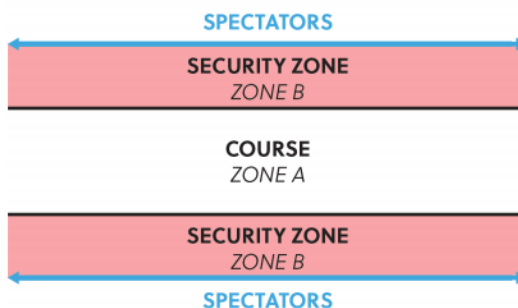 SPECTATORS
SECURITY ZONE
ZONE B
COURSE
ZONE A
SECURITY ZONE
ZONE B
SPECTATORS